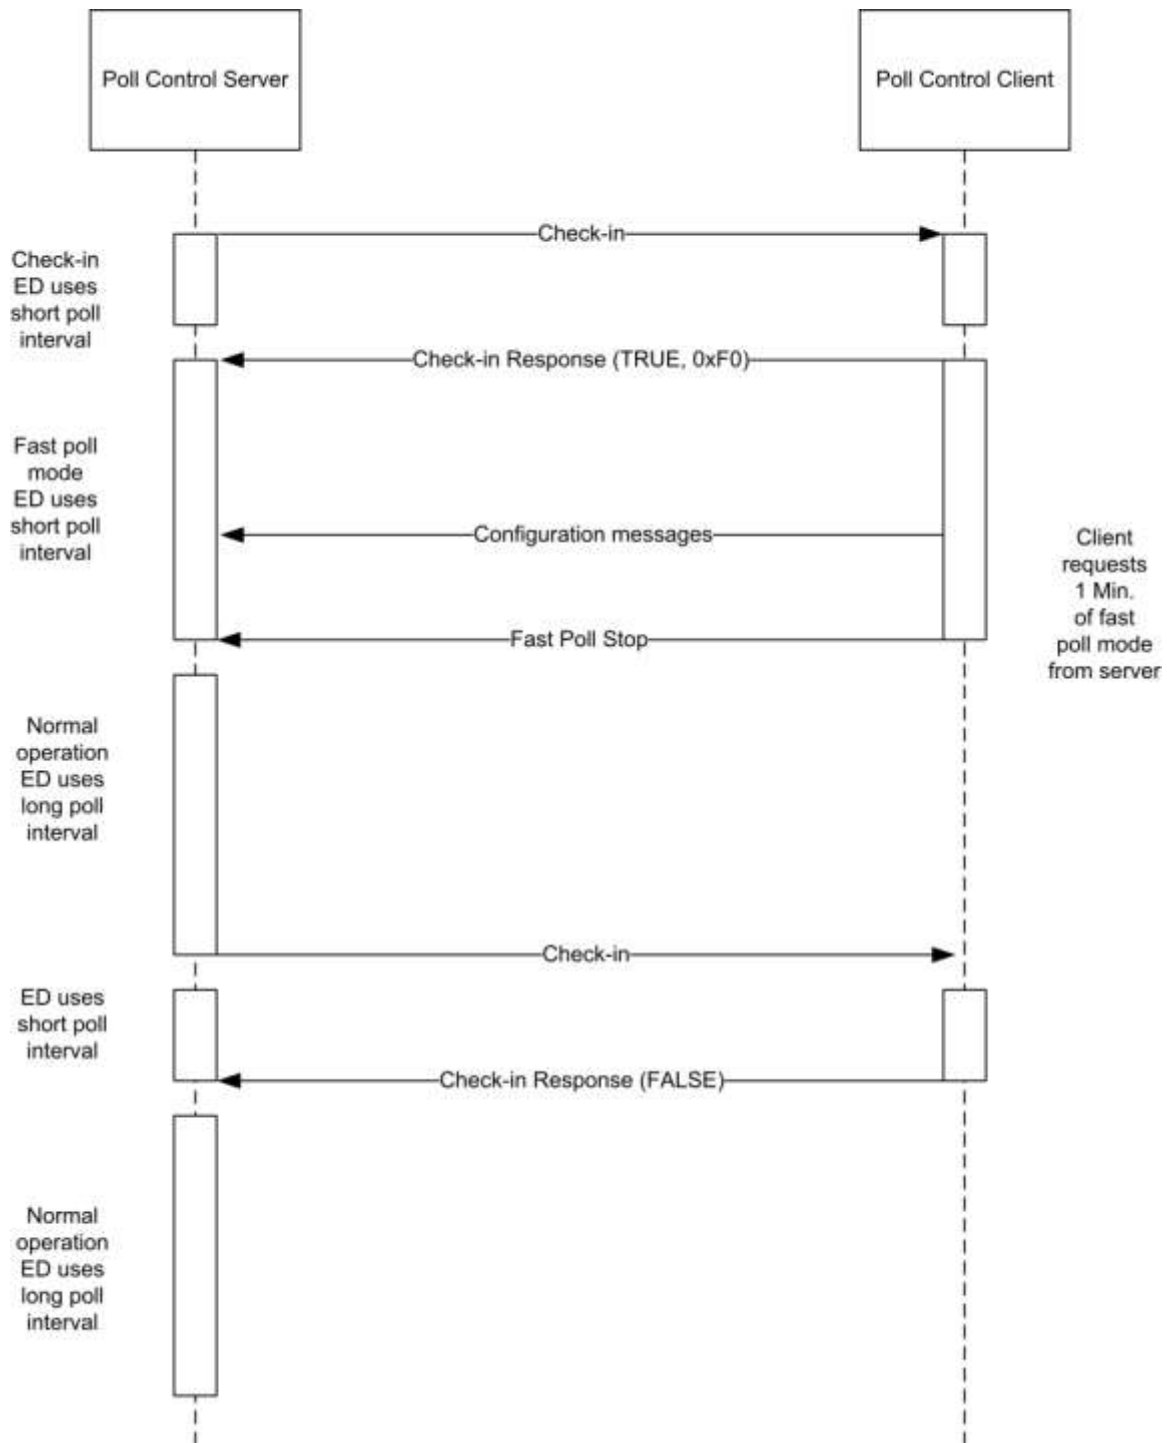 Poll Control Server
Poll Control Client
Check-in
Check-in
ED uses
short poll
interval
Check-in Response (TRUE, 0xF0)
Fast poll
mode
ED uses
short poll
interval
Configuration messages
Client
requests
1 Min.
of fast
poll mode
from server
Fast Poll Stop
Normal
operation
ED uses
long poll
interval
Check-in
ED uses
short poll
interval
Check-in Response (FALSE)
Normal
operation
ED uses
long poll
interval